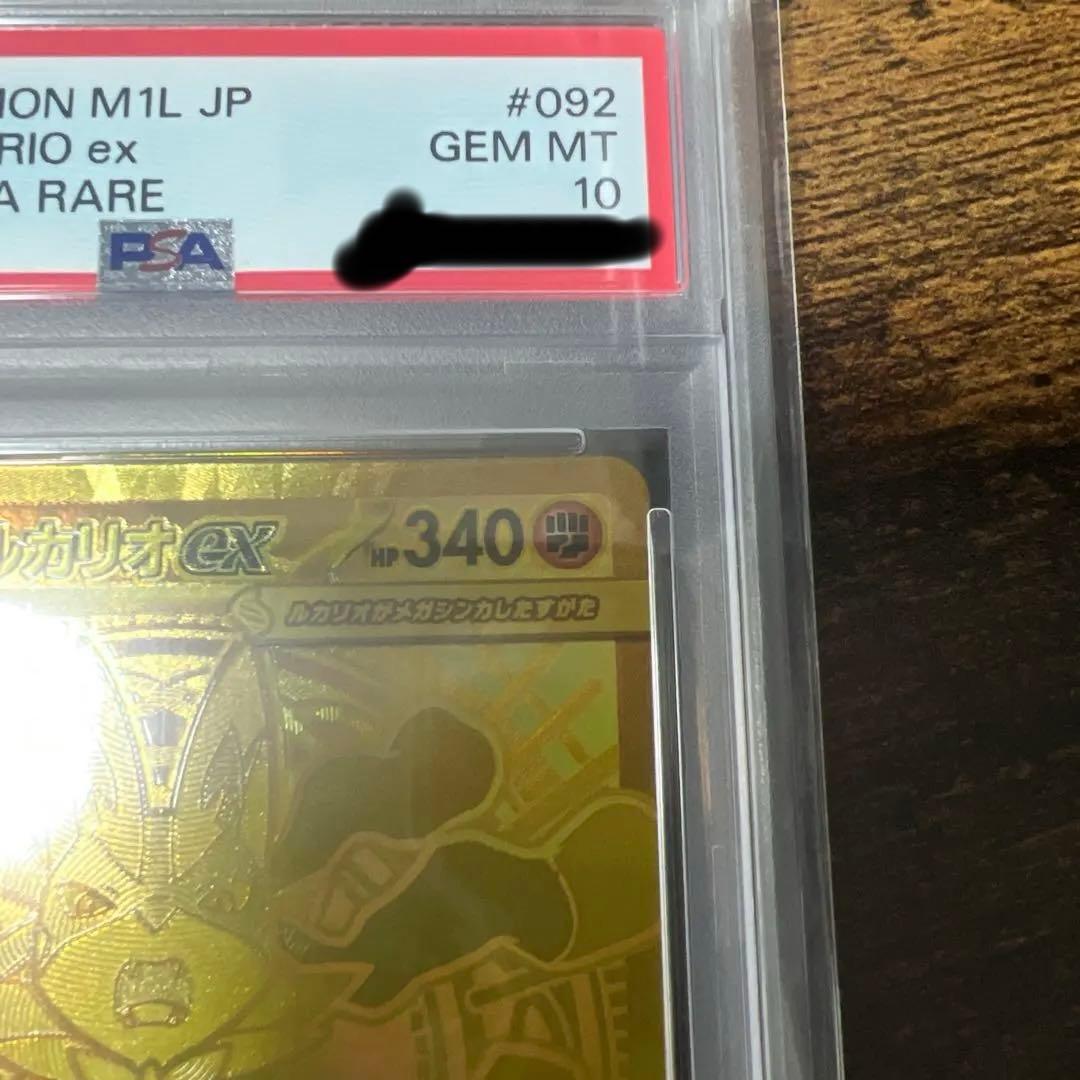 ION M1L JP
#092
RIO ex
GEM MT
A RARE
10
PSA
ルカリオex
HP340
ルカリオがメガシンカしたすがた